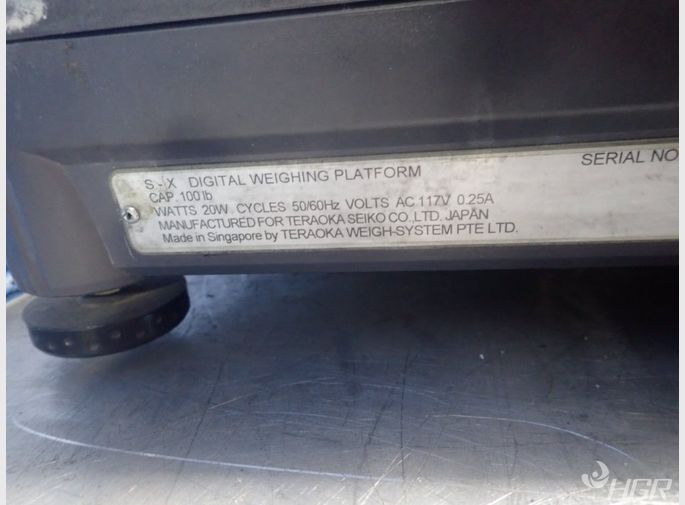 S-X DIGITAL WEIGHING PLATFORM
SERIAL NO
CAP. 100 lb
WATTS 20W CYCLES 50/60Hz VOLTS AC 117V 0.25A
MANUFACTURED FOR TERAOKA SEIKO CO., LTD. JAPAN
Made in Singapore by TERAOKA WEIGH-SYSTEM PTE LTD.
HGR